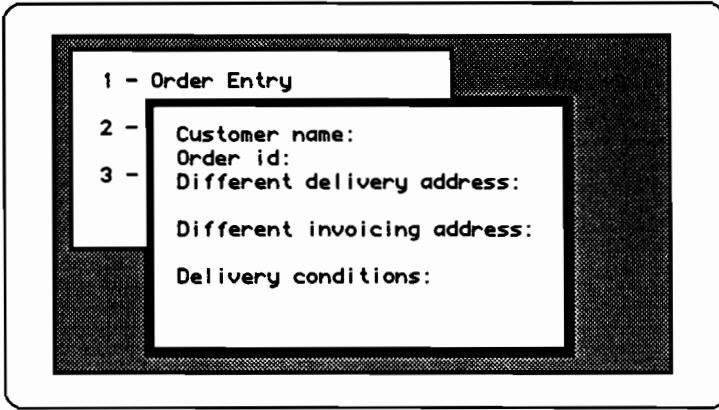 1 - Order Entry
2 -
3 -
Customer name:
Order id:
Different delivery address:
Different invoicing address:
Delivery conditions: